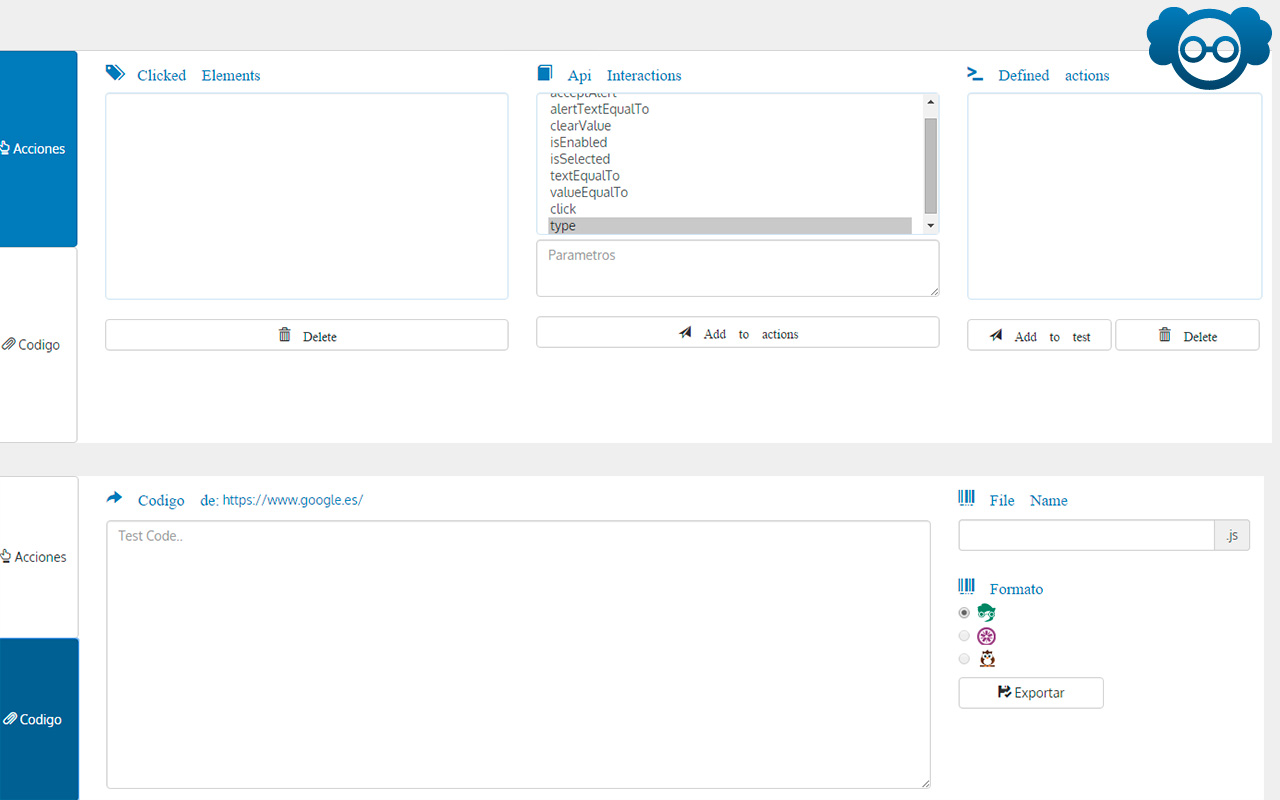 Clicked Elements
Api Interactions
Defined actions
acceptAlert
alertTextEqualTo
clearValue
isEnabled
isSelected
textEqualTo
valueEqualTo
click
type
Parametros
Acciones
Codigo
Delete
Add to actions
Add to test
Delete
Codigo de: https://www.google.es/
File Name
Test Code..
.js
Acciones
Formato
Exportar
Codigo